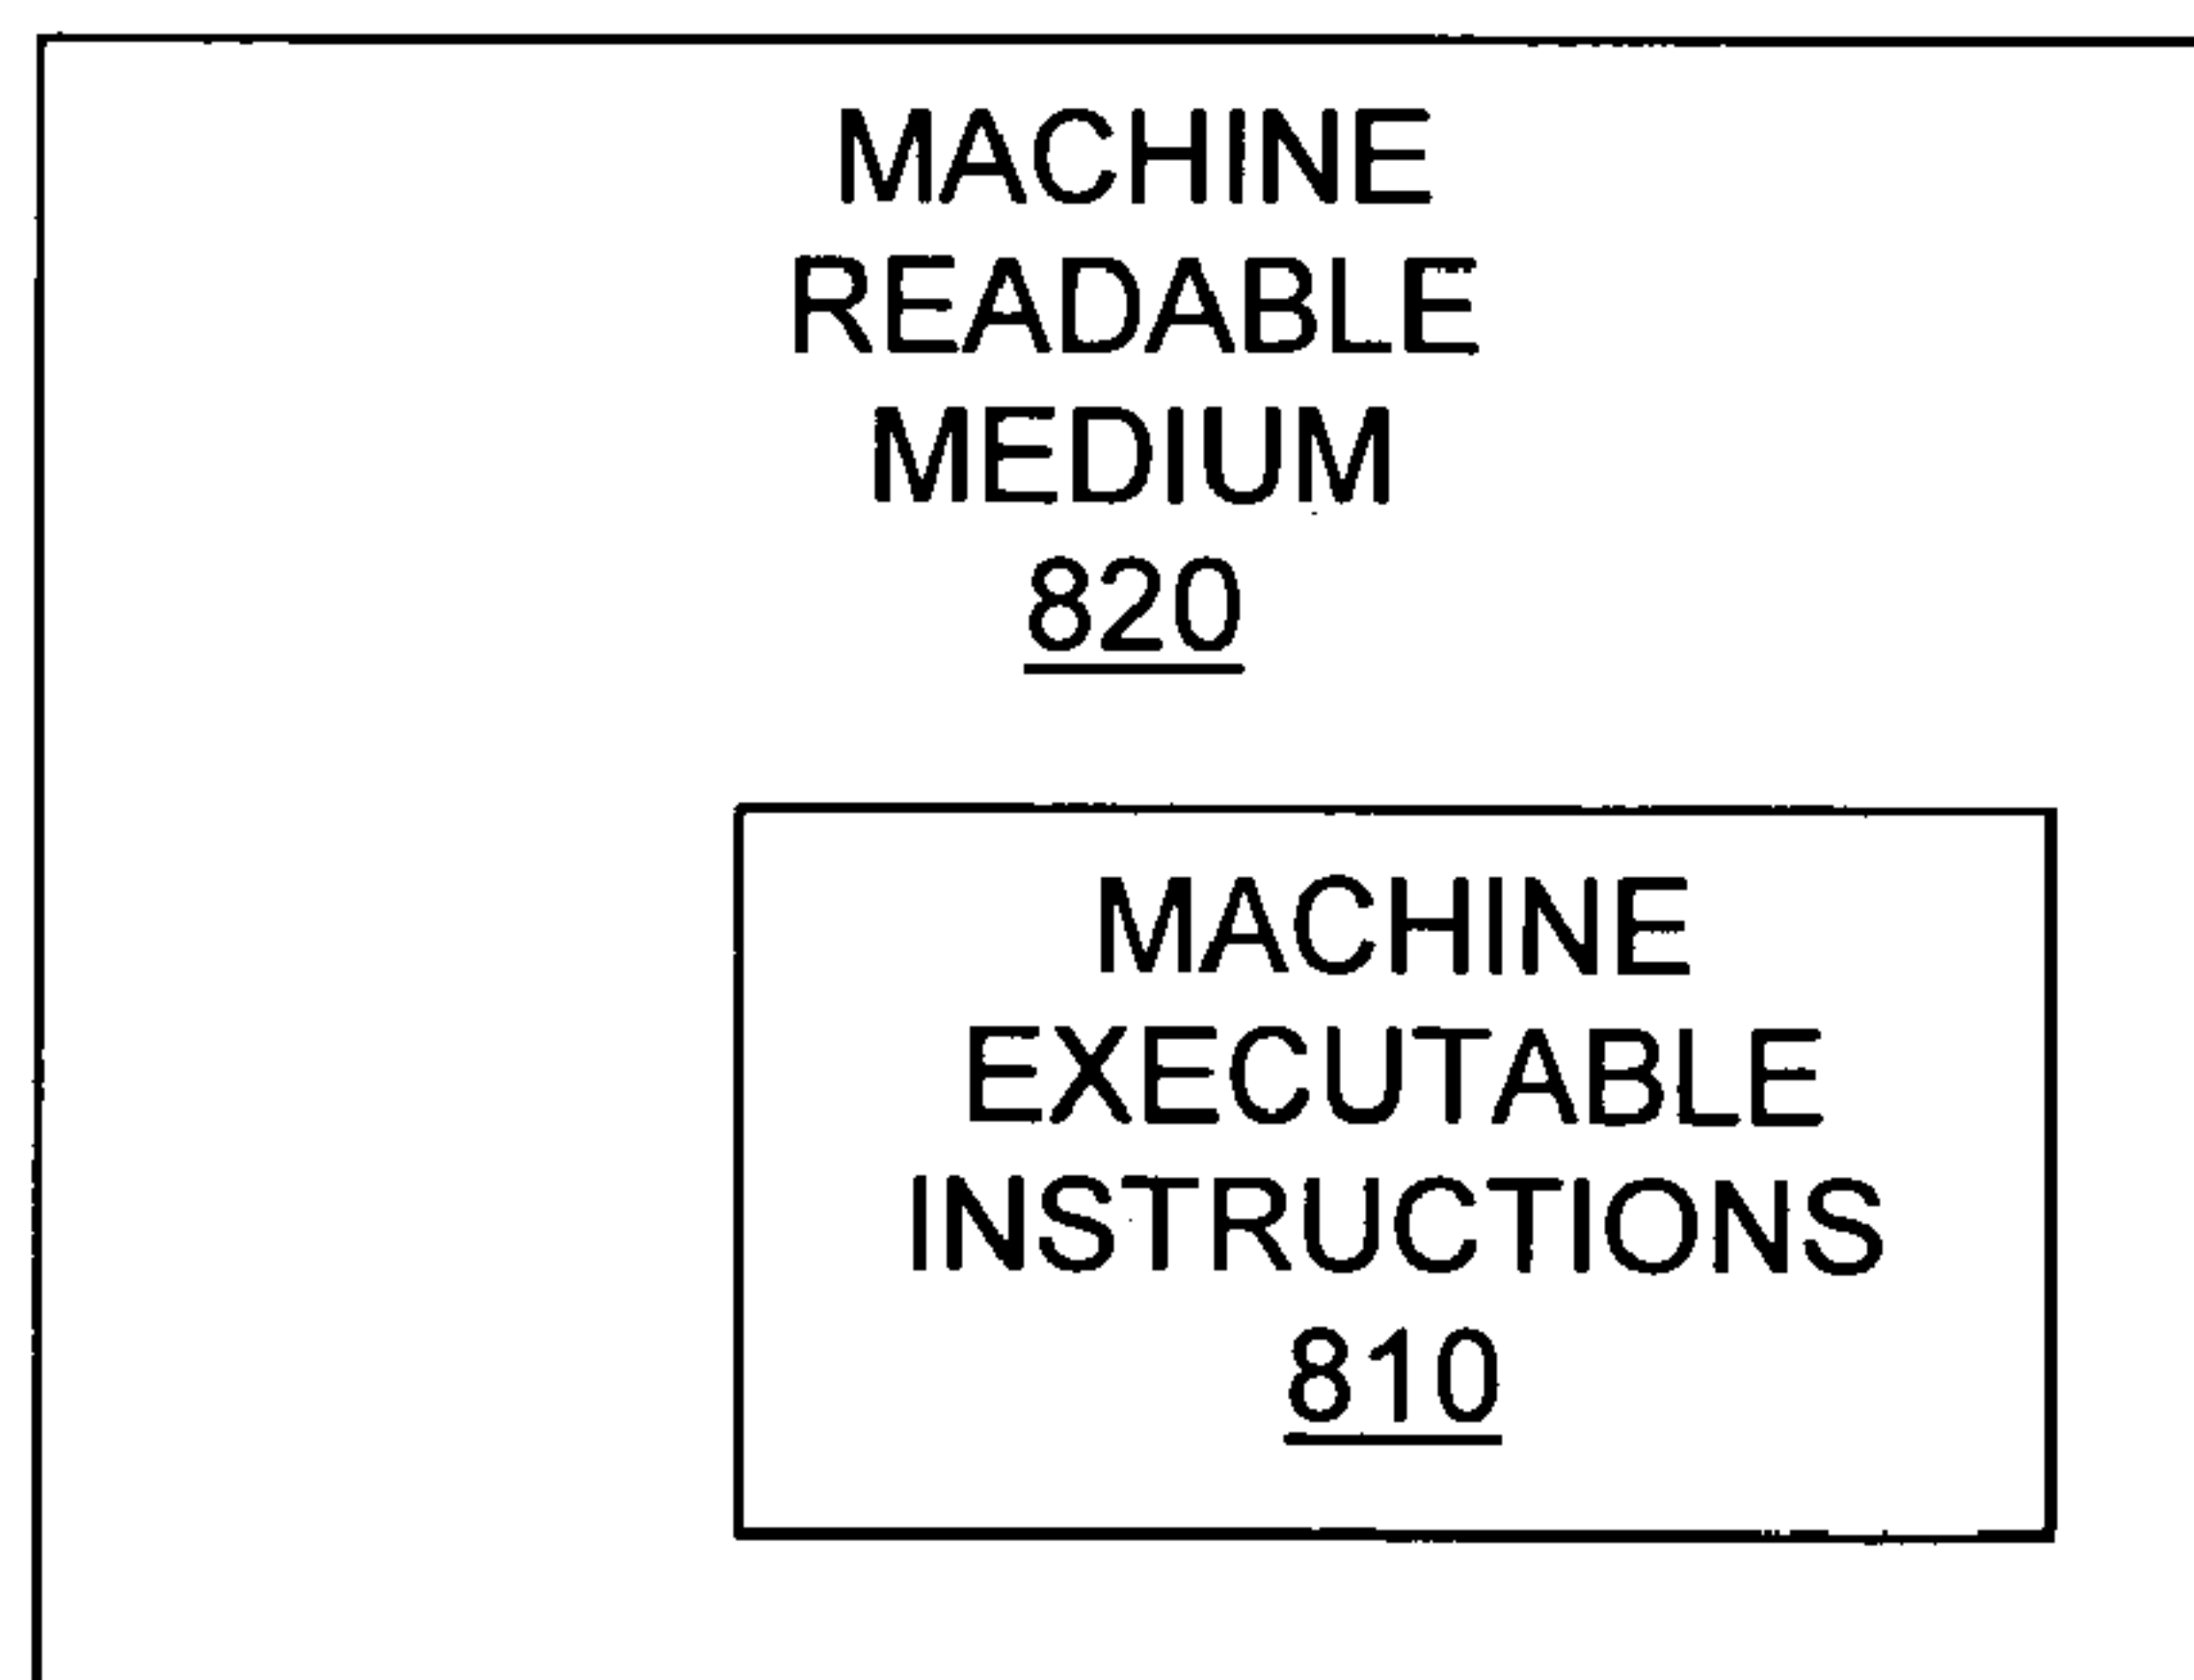 MACHINE
READABLE
MEDIUM
820
MACHINE
EXECUTABLE
INSTRUCTIONS
810